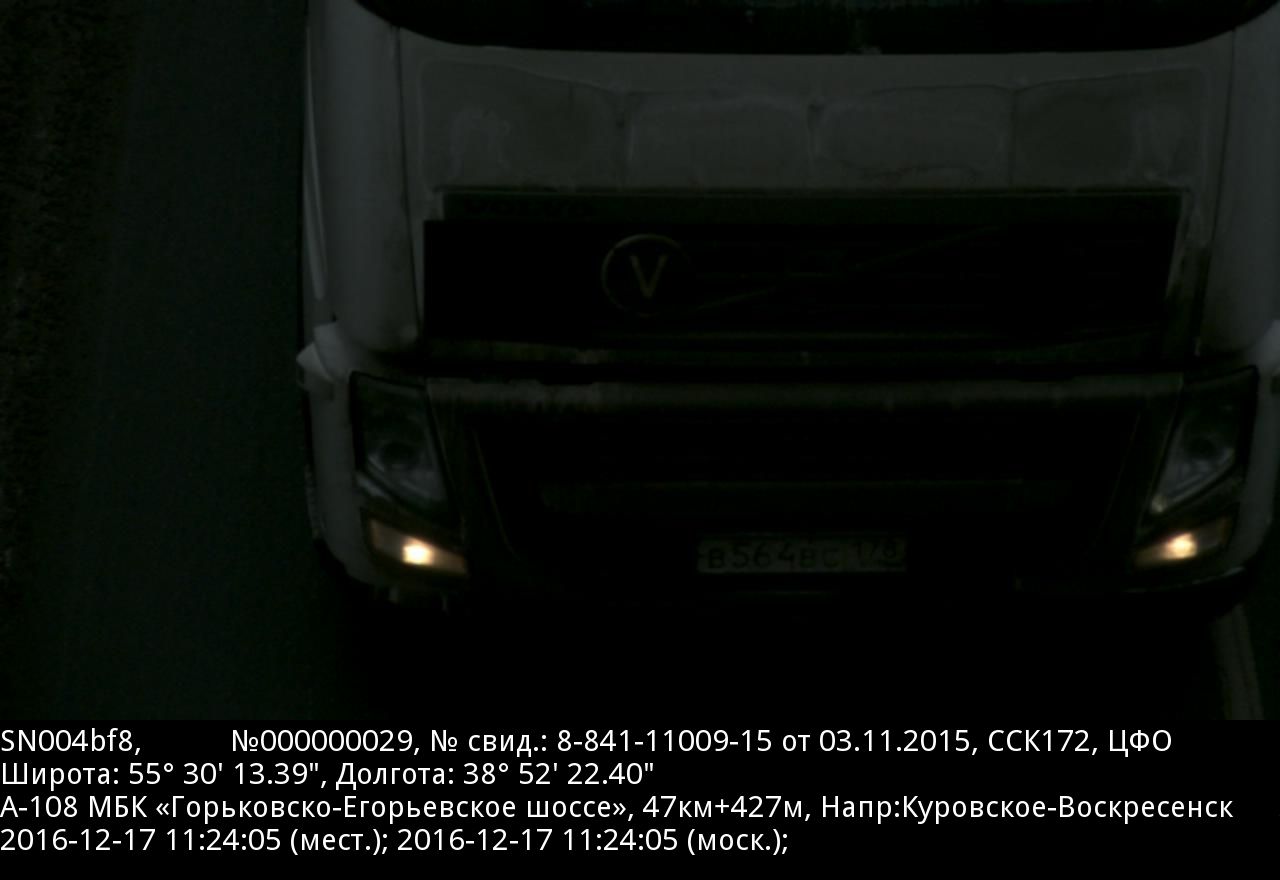 V
В564ВС 178
SN004bf8, №000000029, № свид.: 8-841-11009-15 от 03.11.2015, ССК172, ЦФО
Широта: 55° 30' 13.39", Долгота: 38° 52' 22.40"
А-108 МБК «Горьковско-Егорьевское шоссе», 47км+427м, Напр:Куровское-Воскресенск
2016-12-17 11:24:05 (мест.); 2016-12-17 11:24:05 (моск.);